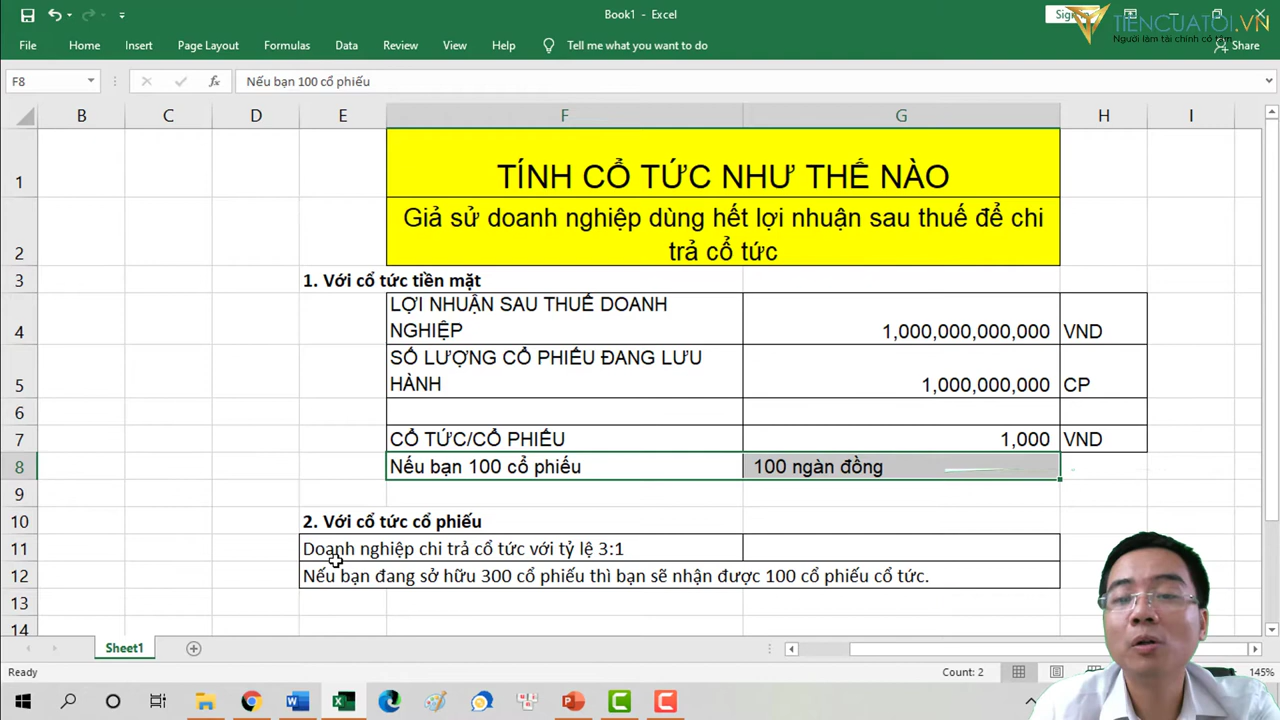 Book1 - Excel
TIENCUATOI.VN
Người làm tài chính có tâm
File Home Insert Page Layout Formulas Data Review View Help Tell me what you want to do Share
F8 fx Nếu bạn 100 cổ phiếu
B C D E F G H I
1 TÍNH CỔ TỨC NHƯ THẾ NÀO
Giả sử doanh nghiệp dùng hết lợi nhuận sau thuế để chi
2 trả cổ tức
3 1. Với cổ tức tiền mặt
LỢI NHUẬN SAU THUẾ DOANH
4 NGHIỆP 1,000,000,000,000 VND
SỐ LƯỢNG CỔ PHIẾU ĐANG LƯU
5 HÀNH 1,000,000,000 CP
6
7 CỔ TỨC/CỔ PHIẾU 1,000 VND
8 Nếu bạn 100 cổ phiếu 100 ngàn đồng
9
10 2. Với cổ tức cổ phiếu
11 Doanh nghiệp chi trả cổ tức với tỷ lệ 3:1
12 Nếu bạn đang sở hữu 300 cổ phiếu thì bạn sẽ nhận được 100 cổ phiếu cổ tức.
13
14
Sheet1
Ready Count: 2 145%